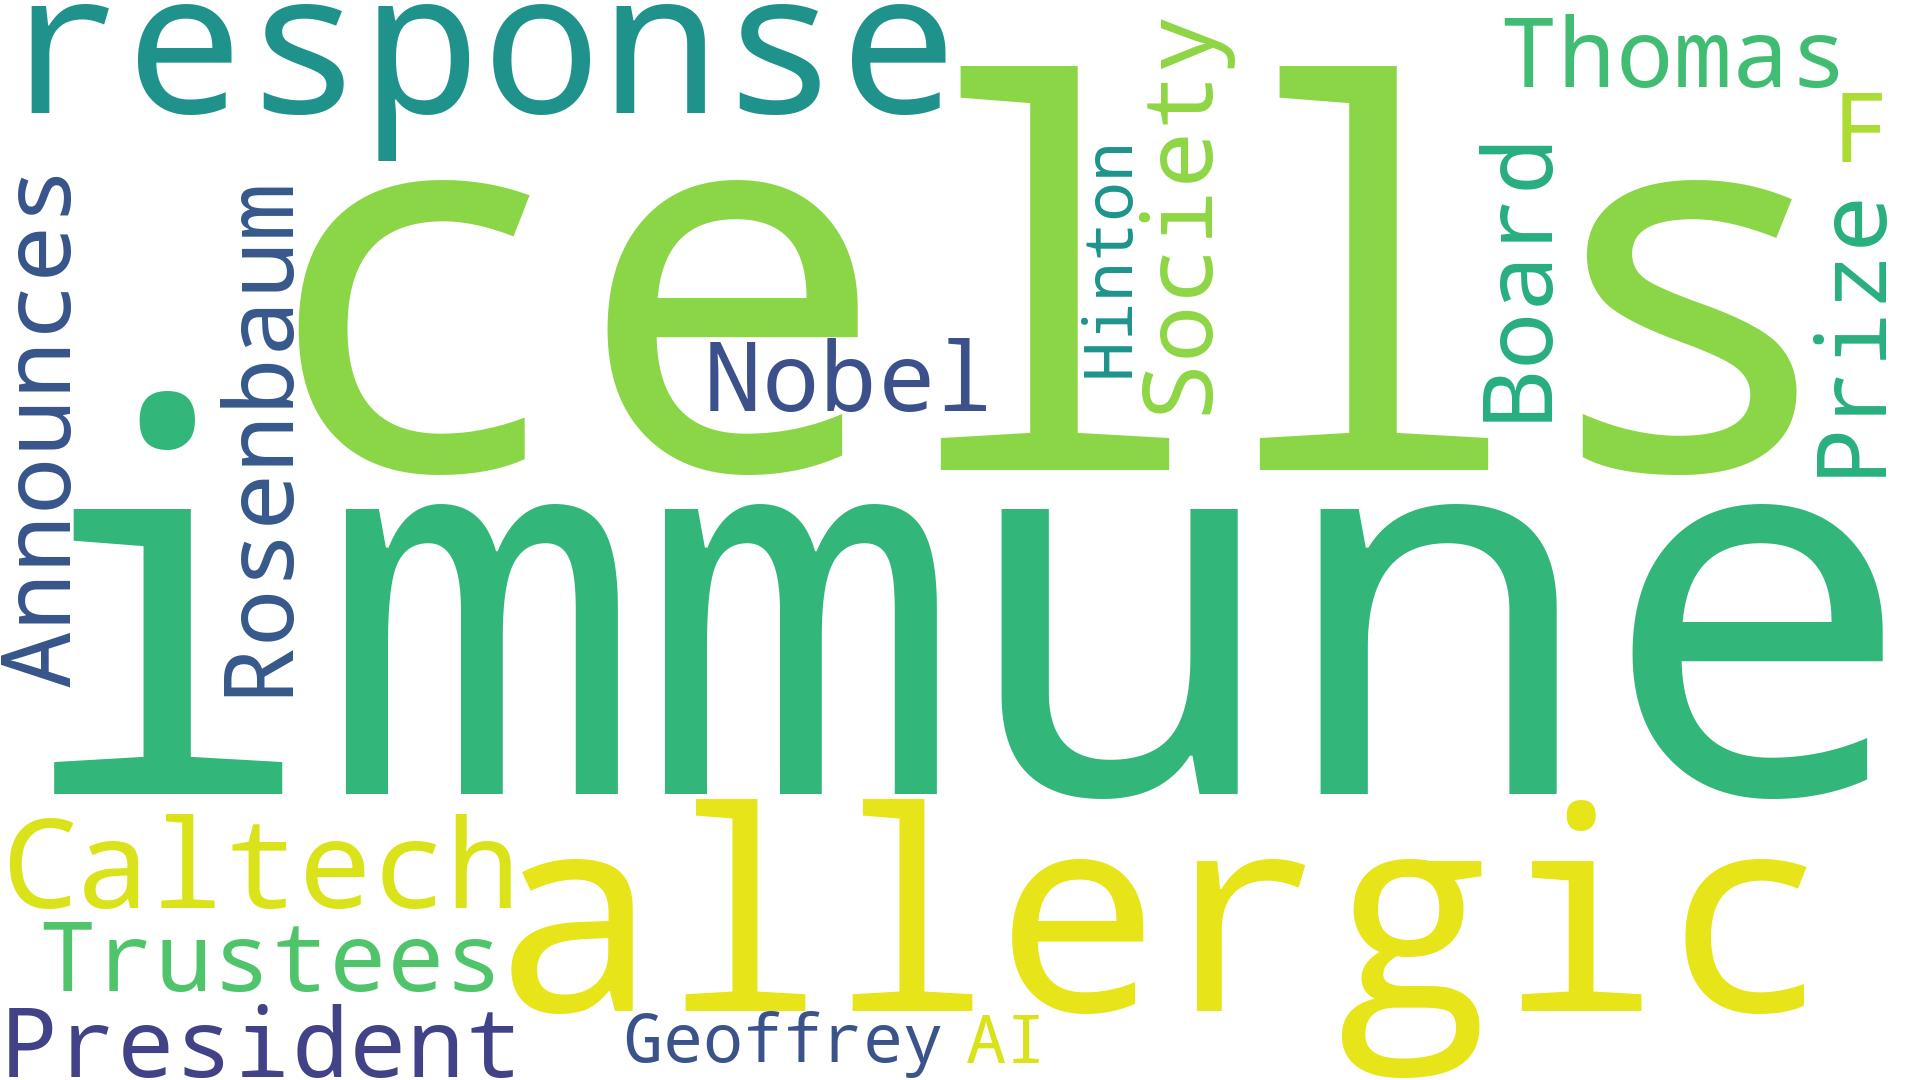 response
Thomas
F
Society
Hinton
Board
Prize
Announces
Rosenbaum
cells
Nobel
immune
Caltech
allergic
Trustees
President
Geoffrey
AI